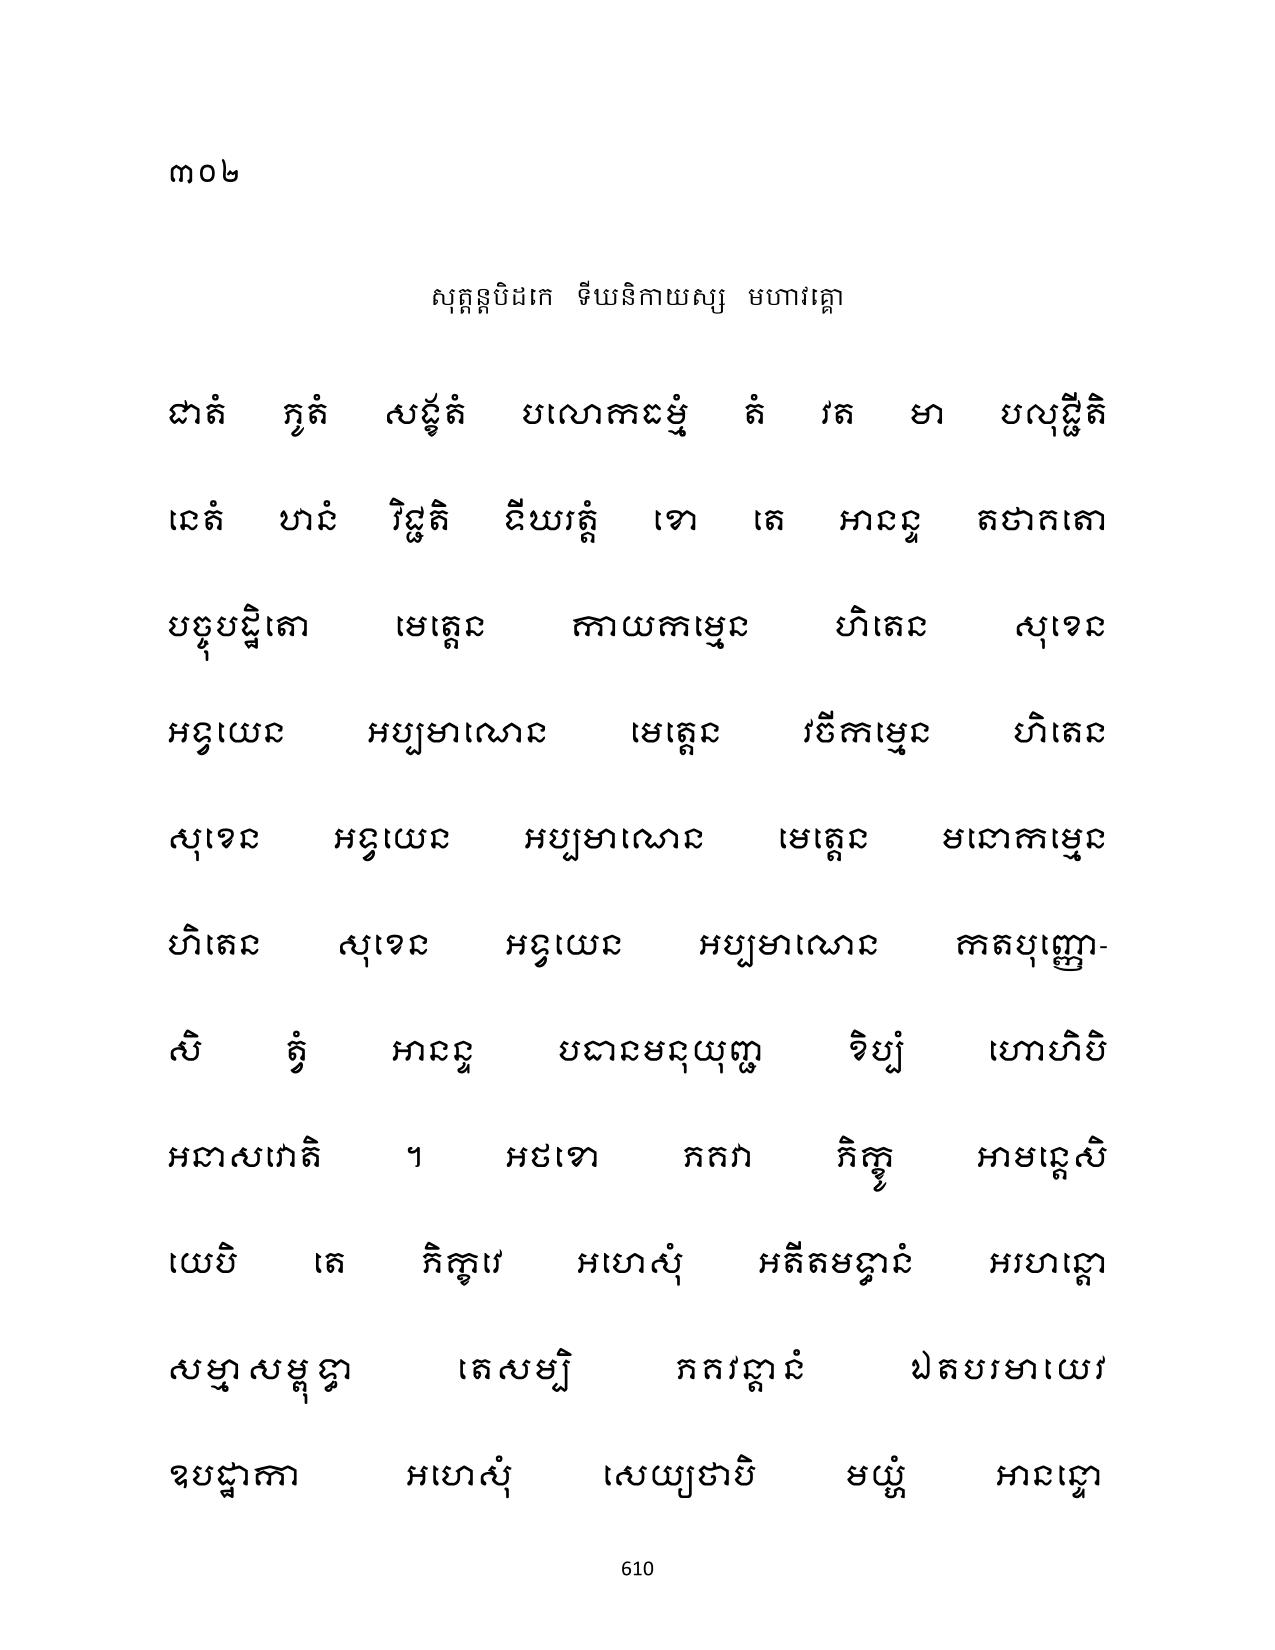 ៣០២
សុត្តន្តបិដកេ ទីឃនិកាយស្ស មហាវគ្គោ
ជាតំ ភូតំ សង្ខតំ បលោកធម្មំ តំ វត មា បលុជ្ជីតិ
នេតំ ឋានំ វិជ្ជតិ ទីឃរត្តំ ខោ តេ អានន្ទ តថាគតោ
បច្ចុបដ្ឋិតោ មេត្តេន កាយកម្មេន ហិតេន សុខេន
អទ្វយេន អប្បមាណេន មេត្តេន វចីកម្មេន ហិតេន
សុខេន អទ្វយេន អប្បមាណេន មេត្តេន មនោកម្មេន
ហិតេន សុខេន អទ្វយេន អប្បមាណេន កតបុញ្ញោ-
សិ ត្វំ អានន្ទ បធានមនុយុញ្ជ ខិប្បំ ហោហិបិ
អនាសវោតិ ។ អថខោ ភគវា ភិក្ខូ អាមន្តេសិ
យេបិ តេ ភិក្ខវេ អហេសុំ អតីតមទ្ធានំ អរហន្តោ
សម្មាសម្ពុទ្ធា តេសម្បិ ភគវន្តានំ ឯតបរមាយេវ
ឧបដ្ឋាកា អហេសុំ សេយ្យថាបិ មយ្ហំ អានន្ទោ
610